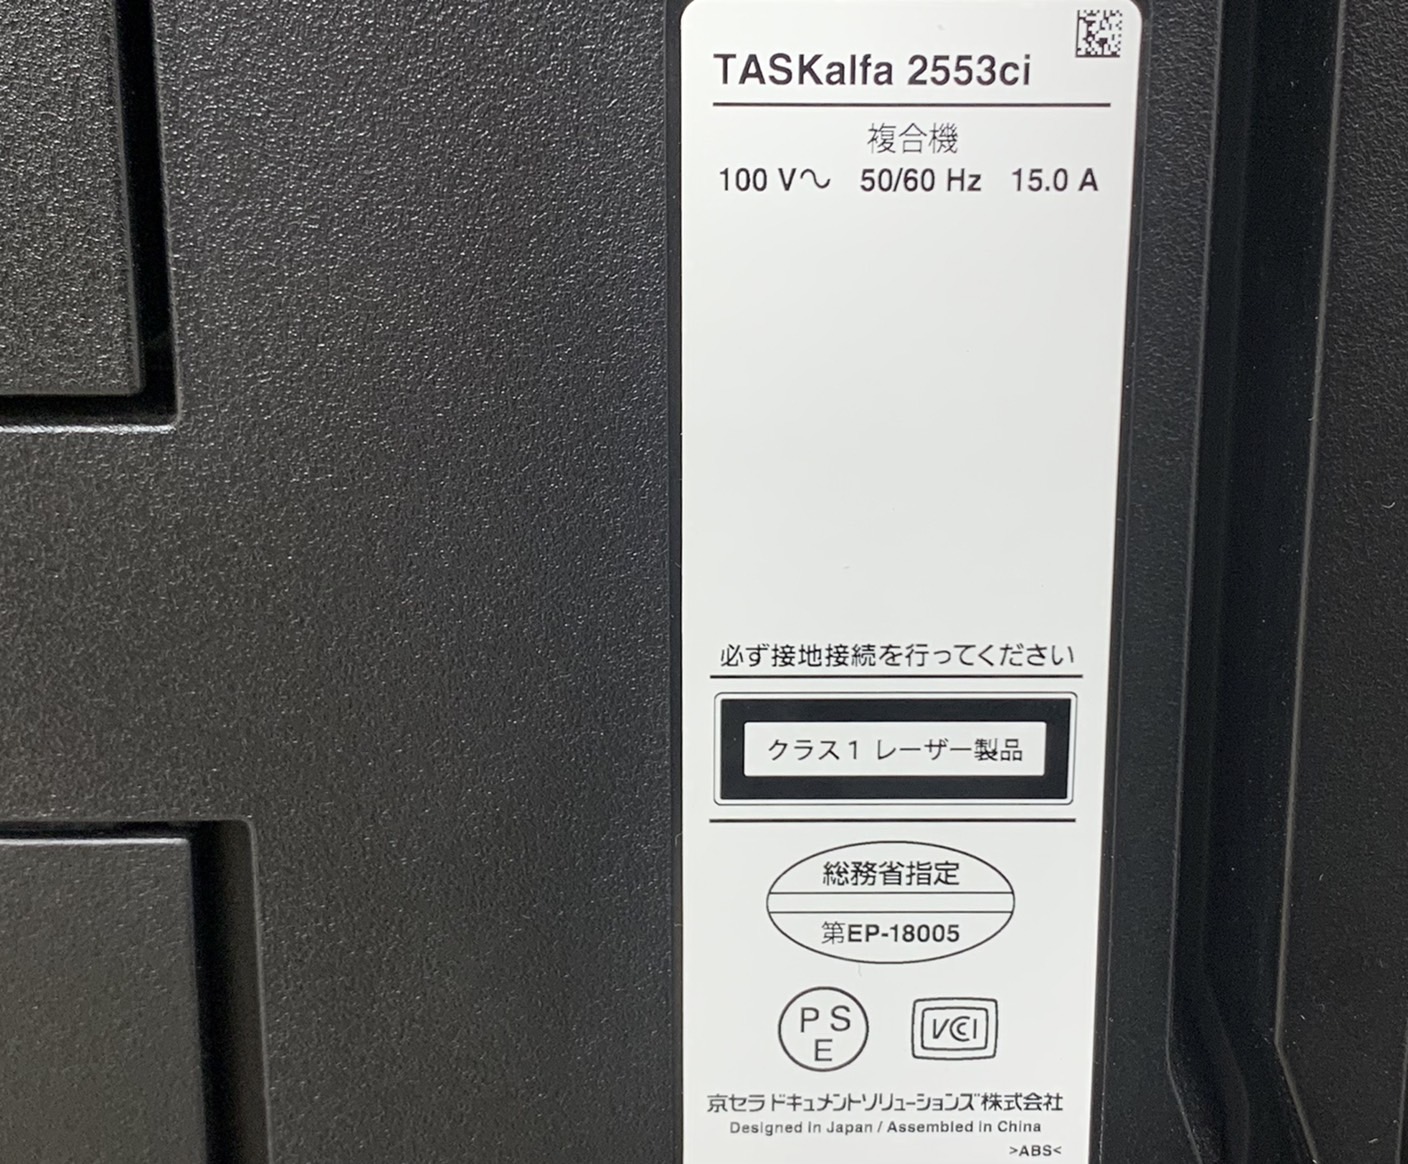 TASKalfa 2553ci
複合機
100 V～ 50/60 Hz 15.0 A
必ず接地接続を行ってください
クラス1 レーザー製品
総務省指定
第EP-18005
PS
E
VCCI
京セラドキュメントソリューションズ株式会社
Designed in Japan / Assembled in China
>ABS<